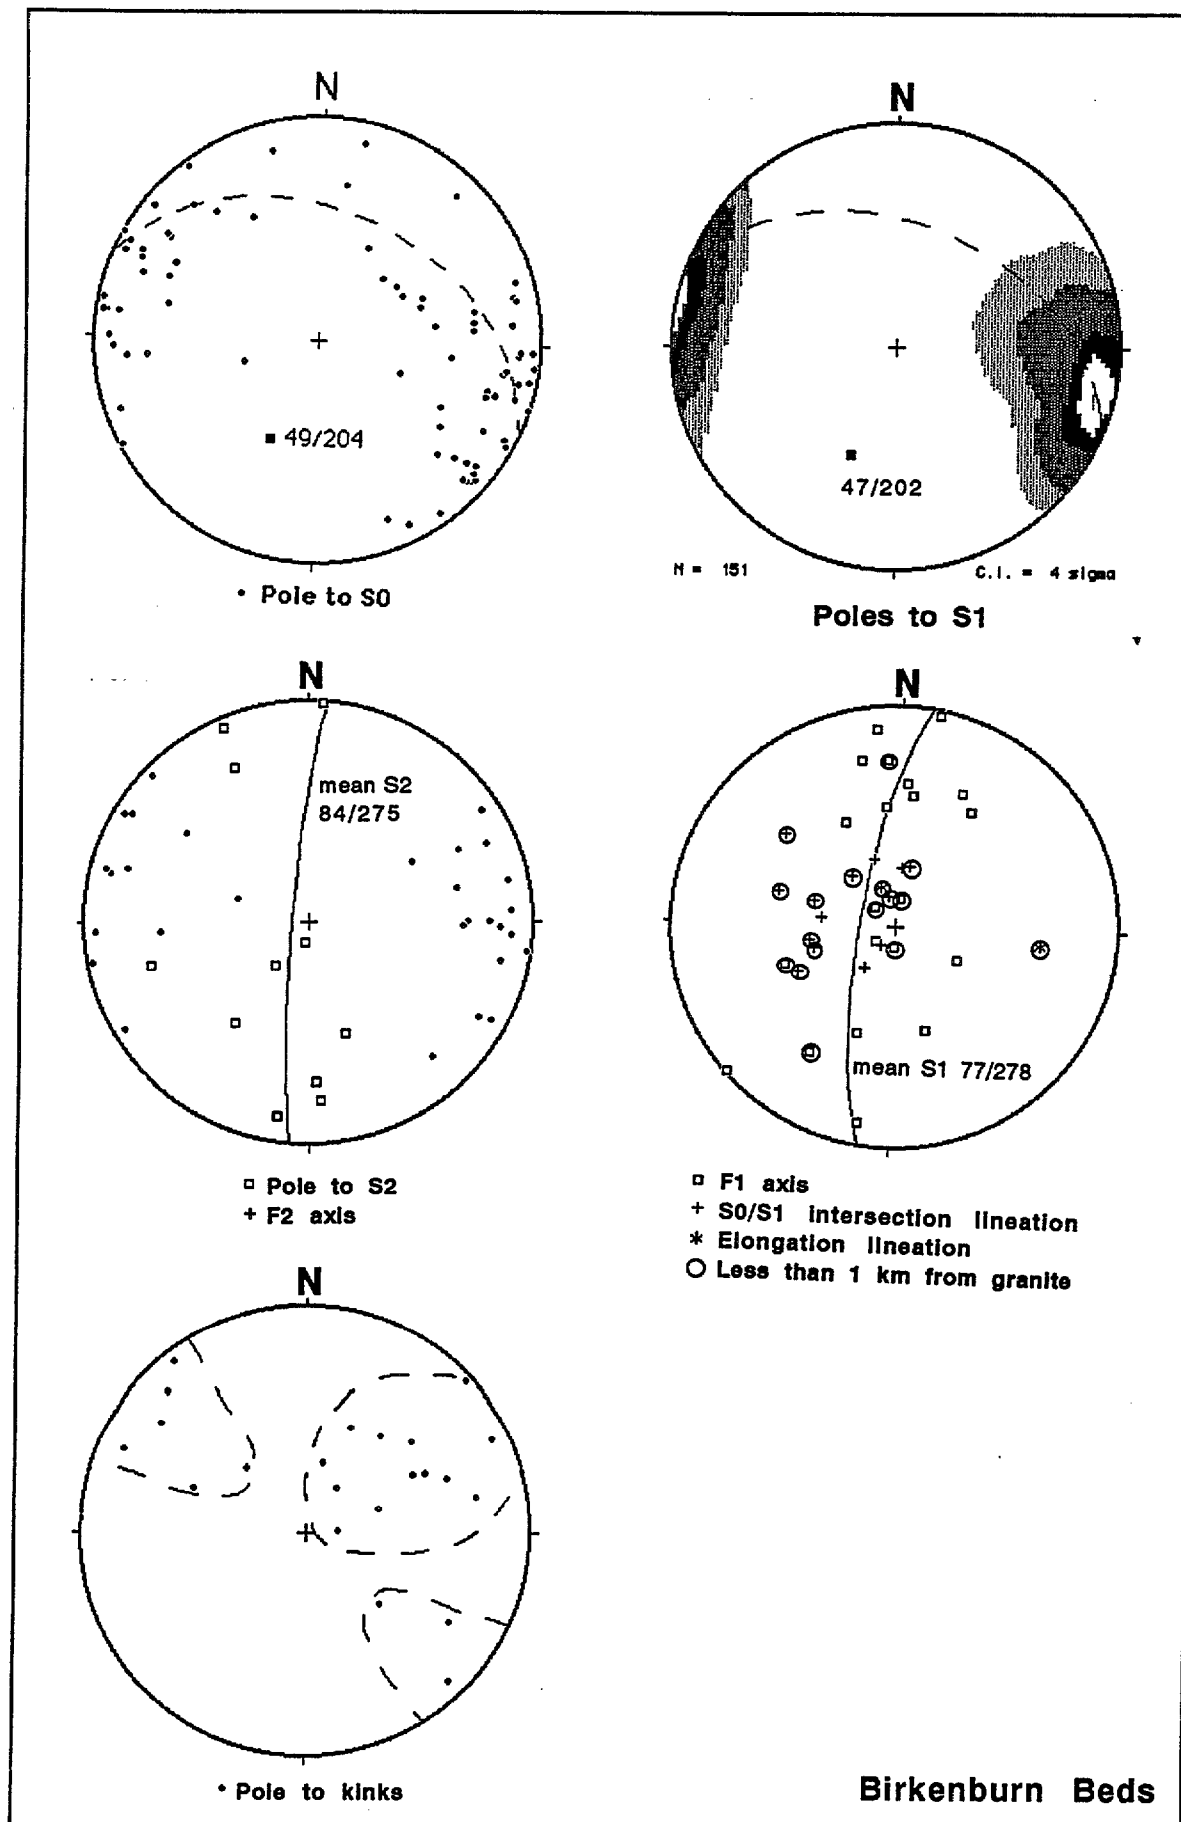 N
N
49/204
47/202
N = 151
C.I. = 4 sigma
• Pole to S0
Poles to S1
N
N
mean S2
84/275
mean S1 77/278
□ Pole to S2
+ F2 axis
□ F1 axis
+ S0/S1 intersection lineation
* Elongation lineation
○ Less than 1 km from granite
N
• Pole to kinks
Birkenburn Beds